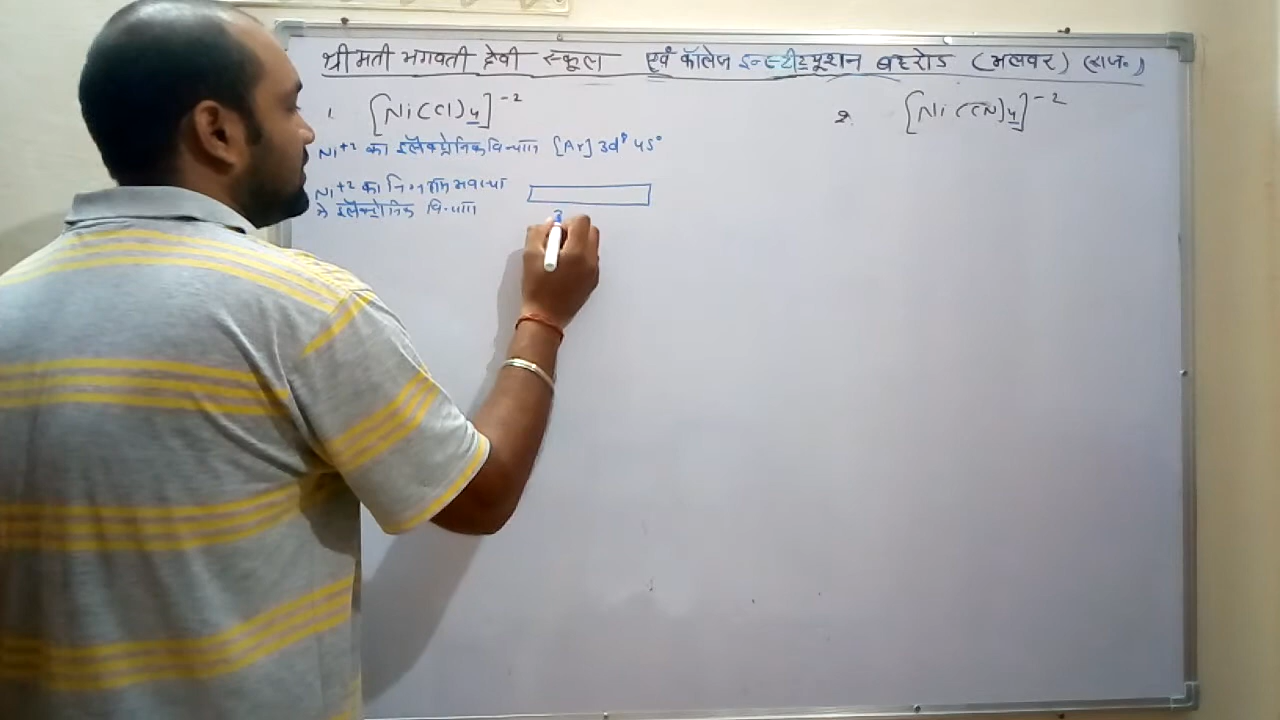 श्रीमती भगवती देवी स्कूल एवं कॉलेज इन्स्टीट्यूशन बहरोड (अलवर) (राज.)
1. [Ni(Cl)4]-2
2. [Ni(CN)4]-2
Ni+2 का इलैक्ट्रोनिक विन्यास [Ar] 3d8 4s0
Ni+2 का निम्नतम अवस्था
मे इलैक्ट्रोनिक विन्यास
3